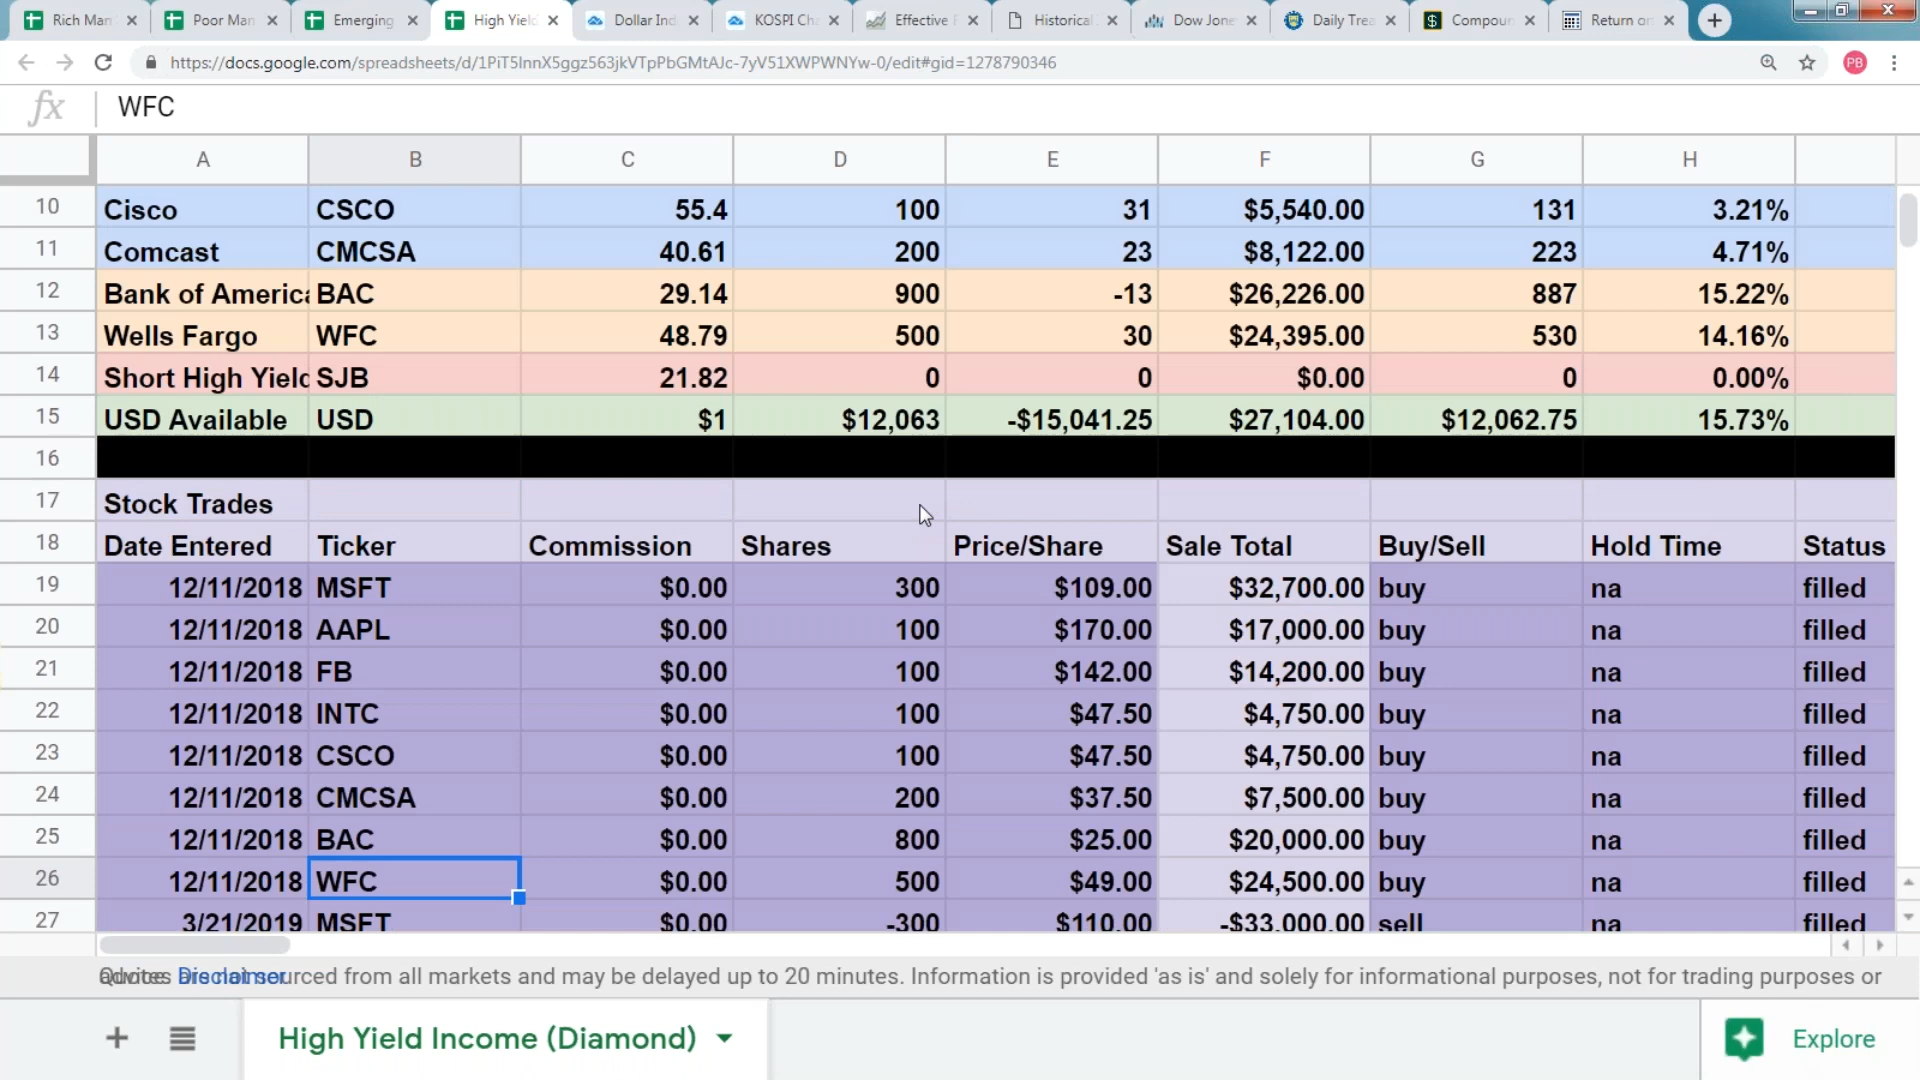 Rich Man
Poor Man
Emerging
High Yield
Dollar Ind
KOSPI Ch
Effective F
Historical
Dow Jone
Daily Trea
Compoun
Return on
https://docs.google.com/spreadsheets/d/1PiT5InnX5ggz563jkVTpPbGMtAJc-7yV51XWPWNYw-0/edit#gid=1278790346
PB
fx WFC
A B C D E F G H
10 Cisco CSCO 55.4 100 31 $5,540.00 131 3.21%
11 Comcast CMCSA 40.61 200 23 $8,122.00 223 4.71%
12 Bank of America BAC 29.14 900 -13 $26,226.00 887 15.22%
13 Wells Fargo WFC 48.79 500 30 $24,395.00 530 14.16%
14 Short High Yield SJB 21.82 0 0 $0.00 0 0.00%
15 USD Available USD $1 $12,063 -$15,041.25 $27,104.00 $12,062.75 15.73%
16
17 Stock Trades
18 Date Entered Ticker Commission Shares Price/Share Sale Total Buy/Sell Hold Time Status
19 12/11/2018 MSFT $0.00 300 $109.00 $32,700.00 buy na filled
20 12/11/2018 AAPL $0.00 100 $170.00 $17,000.00 buy na filled
21 12/11/2018 FB $0.00 100 $142.00 $14,200.00 buy na filled
22 12/11/2018 INTC $0.00 100 $47.50 $4,750.00 buy na filled
23 12/11/2018 CSCO $0.00 100 $47.50 $4,750.00 buy na filled
24 12/11/2018 CMCSA $0.00 200 $37.50 $7,500.00 buy na filled
25 12/11/2018 BAC $0.00 800 $25.00 $20,000.00 buy na filled
26 12/11/2018 WFC $0.00 500 $49.00 $24,500.00 buy na filled
27 3/21/2019 MSFT $0.00 -300 $110.00 -$33,000.00 sell na filled
Quotes are not sourced from all markets and may be delayed up to 20 minutes. Information is provided 'as is' and solely for informational purposes, not for trading purposes or
advice. Disclaimer
High Yield Income (Diamond)
Explore